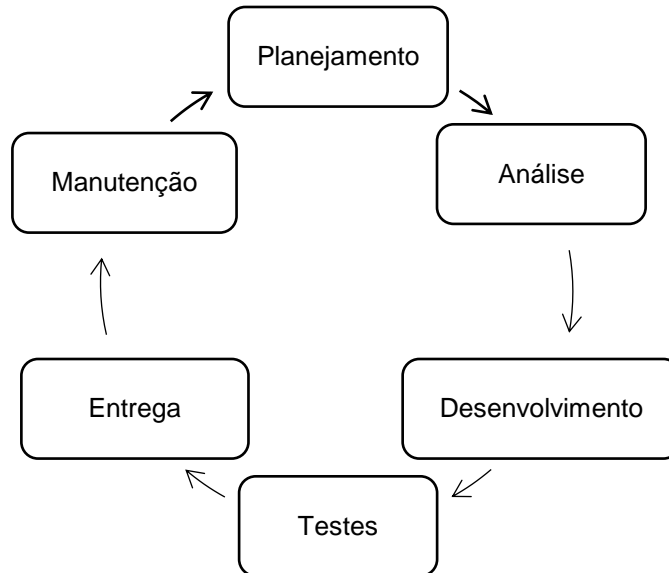 Planejamento
Análise
Desenvolvimento
Testes
Entrega
Manutenção